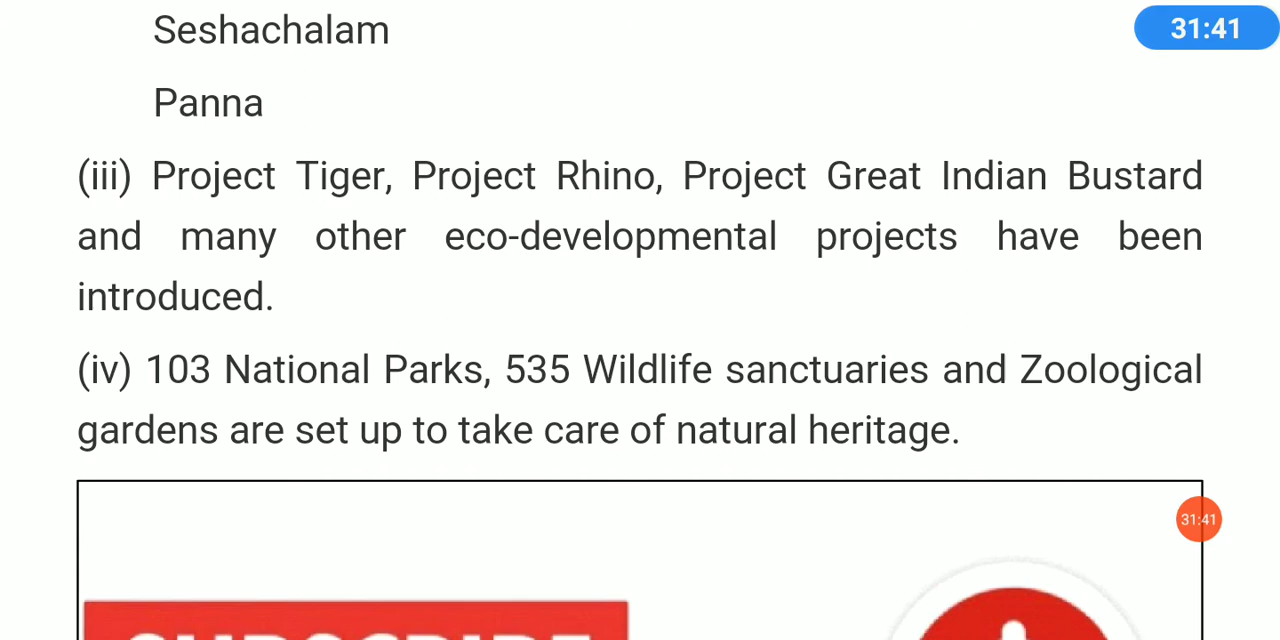 Seshachalam
31:41
Panna
(iii) Project Tiger, Project Rhino, Project Great Indian Bustard
and many other eco-developmental projects have been
introduced.
(iv) 103 National Parks, 535 Wildlife sanctuaries and Zoological
gardens are set up to take care of natural heritage.
31:41